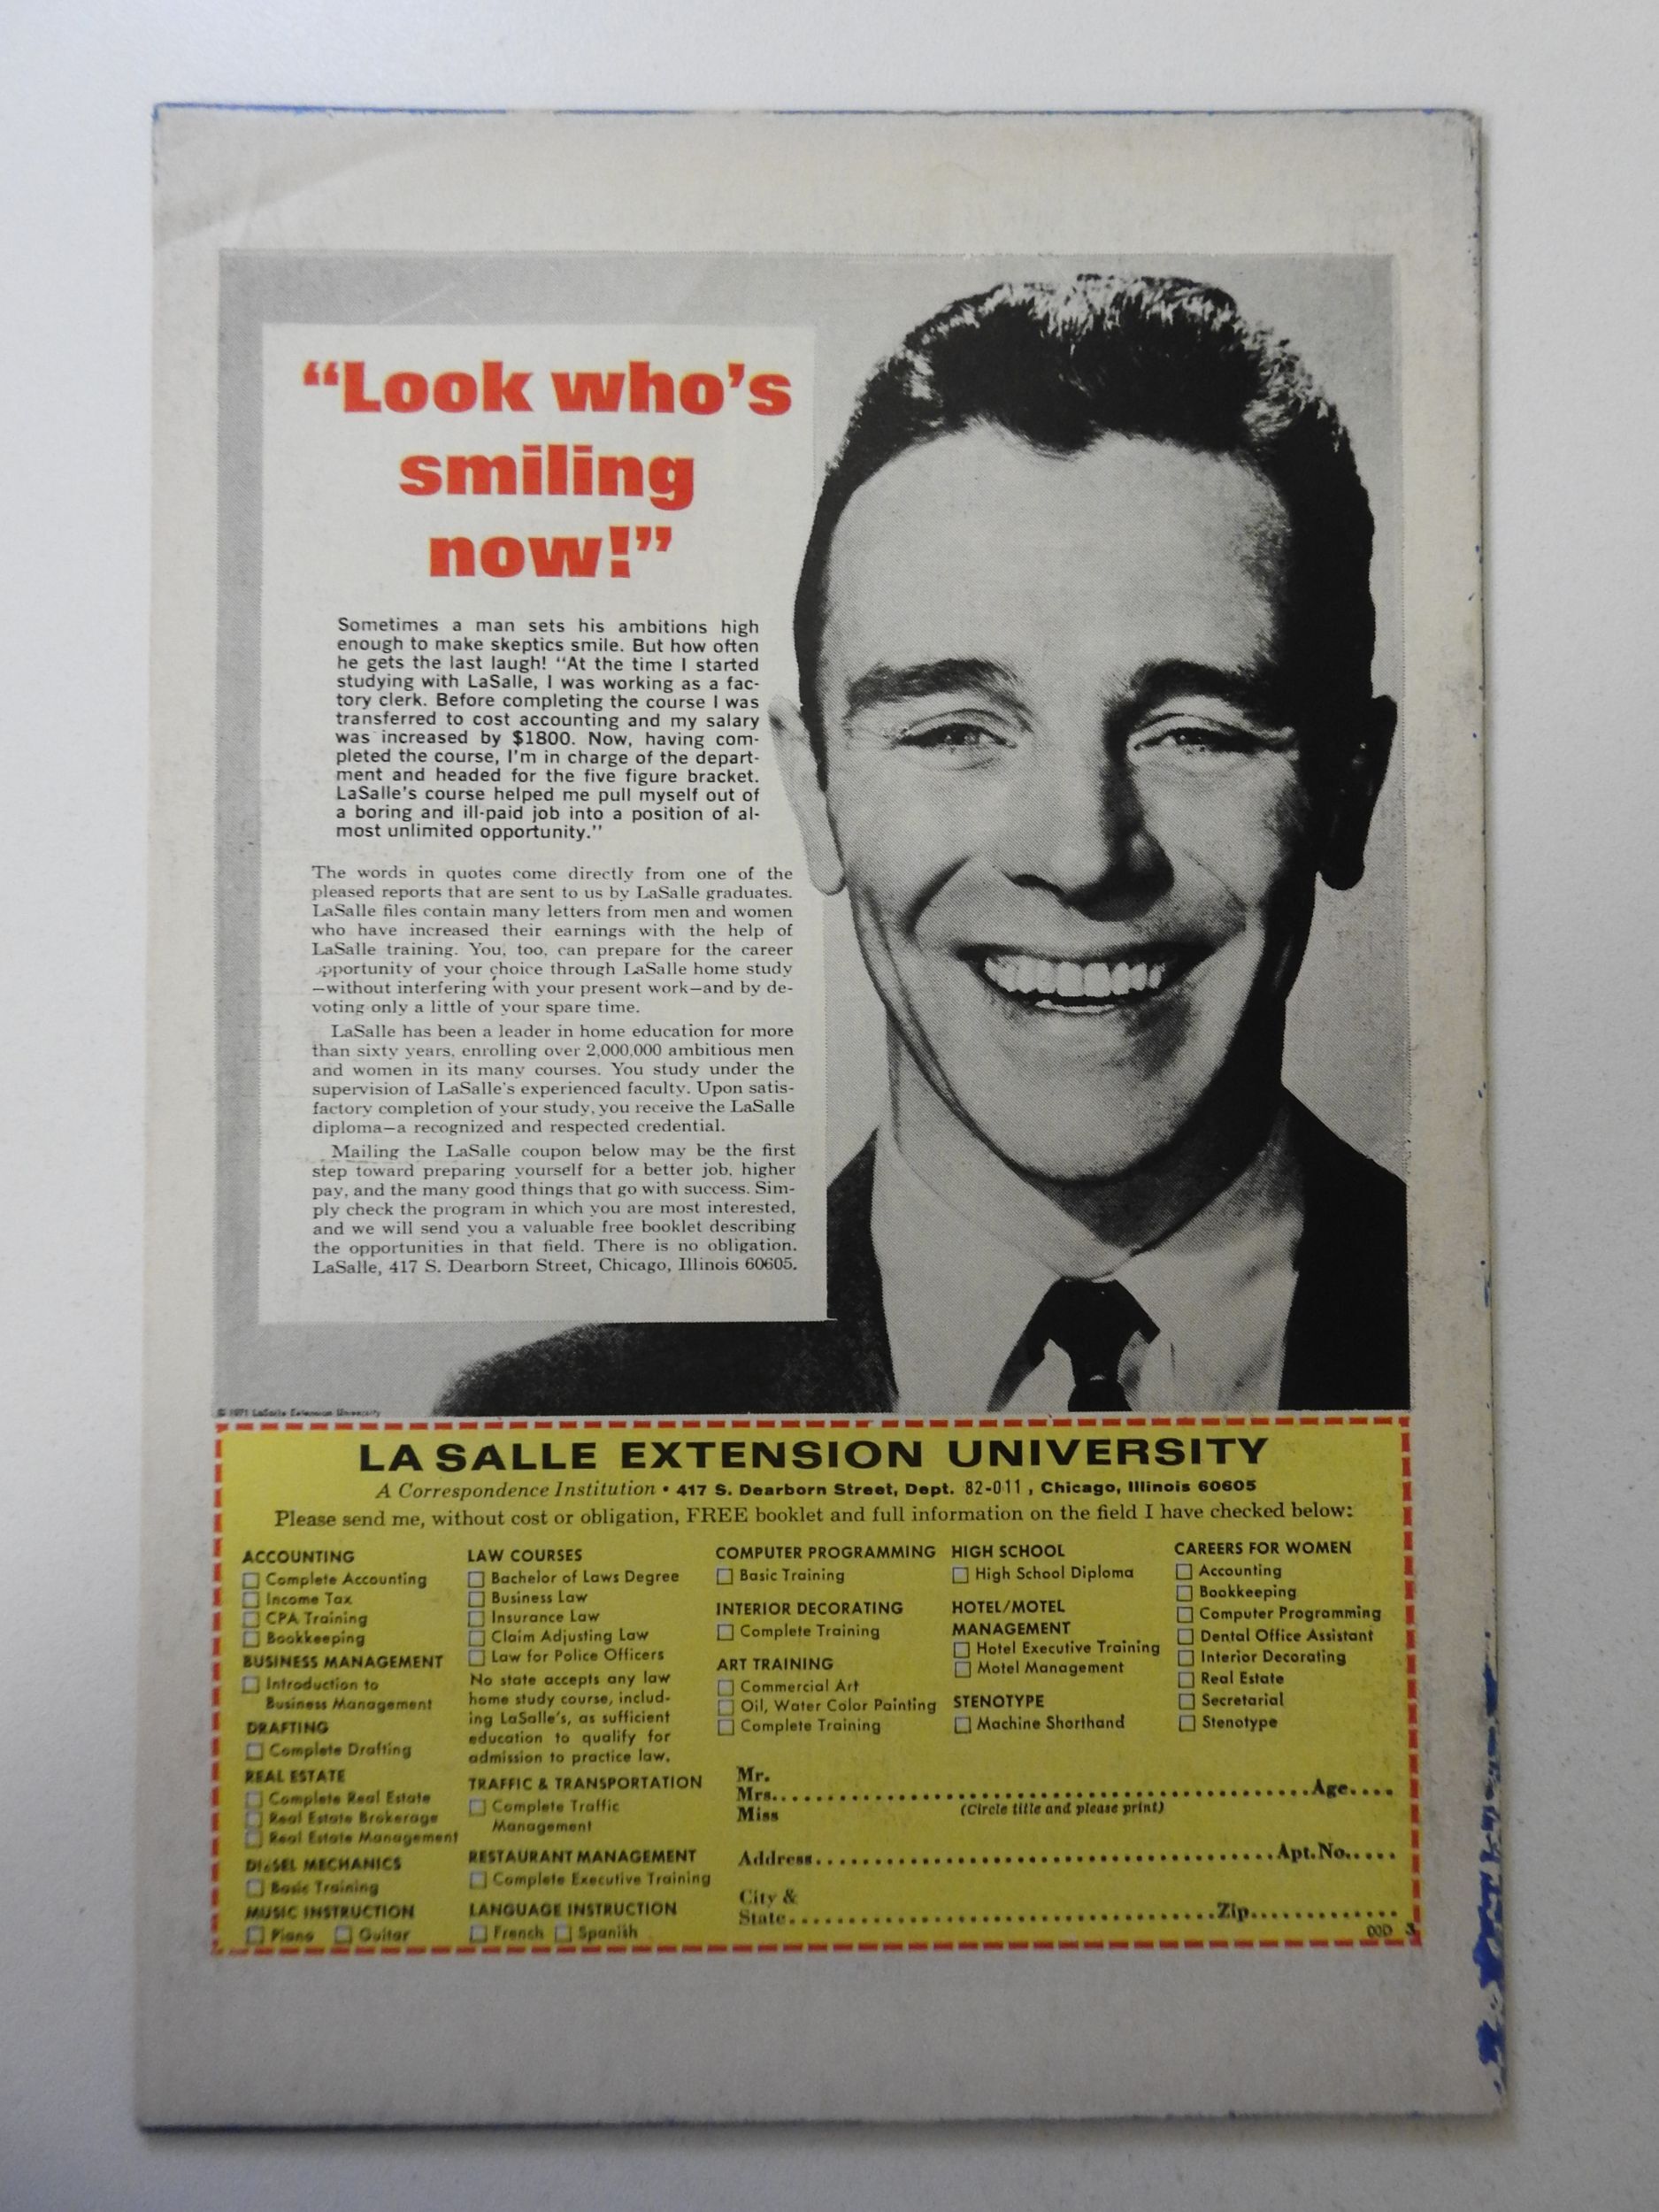 “Look who’s
smiling
now!”
Sometimes a man sets his ambitions high
enough to make skeptics smile. But how often
he gets the last laugh! “At the time I started
studying with LaSalle, I was working as a fac-
tory clerk. Before completing the course I was
transferred to cost accounting and my salary
was increased by $1800. Now, having com-
pleted the course, I’m in charge of the depart-
ment and headed for the five figure bracket.
LaSalle’s course helped me pull myself out of
a boring and ill-paid job into a position of al-
most unlimited opportunity.”
The words in quotes come directly from one of the
pleased reports that are sent to us by LaSalle graduates.
LaSalle files contain many letters from men and women
who have increased their earnings with the help of
LaSalle training. You, too, can prepare for the career
opportunity of your choice through LaSalle home study
—without interfering with your present work—and by de-
voting only a little of your spare time.
LaSalle has been a leader in home education for more
than sixty years, enrolling over 2,000,000 ambitious men
and women in its many courses. You study under the
supervision of LaSalle’s experienced faculty. Upon satis-
factory completion of your study, you receive the LaSalle
diploma—a recognized and respected credential.
Mailing the LaSalle coupon below may be the first
step toward preparing yourself for a better job, higher
pay, and the many good things that go with success. Sim-
ply check the program in which you are most interested,
and we will send you a valuable free booklet describing
the opportunities in that field. There is no obligation.
LaSalle, 417 S. Dearborn Street, Chicago, Illinois 60605.
© 1971 LaSalle Extension University
LA SALLE EXTENSION UNIVERSITY
A Correspondence Institution • 417 S. Dearborn Street, Dept. 82-011, Chicago, Illinois 60605
Please send me, without cost or obligation, FREE booklet and full information on the field I have checked below:
ACCOUNTING
Complete Accounting
Income Tax
CPA Training
Bookkeeping
BUSINESS MANAGEMENT
Introduction to
Business Management
DRAFTING
Complete Drafting
REAL ESTATE
Complete Real Estate
Real Estate Brokerage
Real Estate Management
DIESEL MECHANICS
Basic Training
MUSIC INSTRUCTION
Piano Guitar
LAW COURSES
Bachelor of Laws Degree
Business Law
Insurance Law
Claim Adjusting Law
Law for Police Officers
No state accepts any law
home study course, includ-
ing LaSalle’s, as sufficient
education to qualify for
admission to practice law.
TRAFFIC & TRANSPORTATION
Complete Traffic
Management
RESTAURANT MANAGEMENT
Complete Executive Training
LANGUAGE INSTRUCTION
French Spanish
COMPUTER PROGRAMMING
Basic Training
INTERIOR DECORATING
Complete Training
ART TRAINING
Commercial Art
Oil, Water Color Painting
Complete Training
HIGH SCHOOL
High School Diploma
HOTEL/MOTEL
MANAGEMENT
Hotel Executive Training
Motel Management
STENOTYPE
Machine Shorthand
CAREERS FOR WOMEN
Accounting
Bookkeeping
Computer Programming
Dental Office Assistant
Interior Decorating
Real Estate
Secretarial
Stenotype
Mr.
Mrs. Age
Miss (Circle title and please print)
Address Apt. No.
City &
State Zip